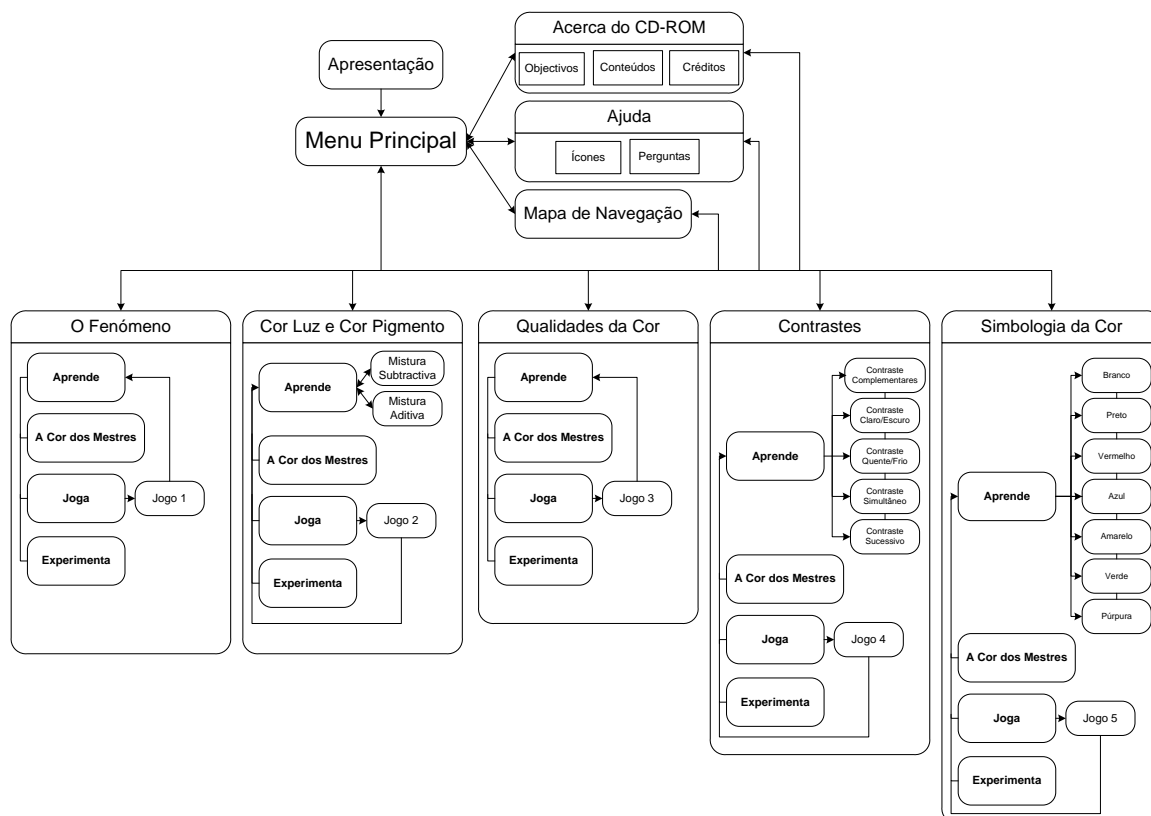 Acerca do CD-ROM
Objectivos
Conteúdos
Créditos
Apresentação
Menu Principal
Ajuda
Ícones
Perguntas
Mapa de Navegação
O Fenómeno
Aprende
A Cor dos Mestres
Joga
Jogo 1
Experimenta
Cor Luz e Cor Pigmento
Aprende
Mistura
Subtractiva
Mistura
Aditiva
A Cor dos Mestres
Joga
Jogo 2
Experimenta
Qualidades da Cor
Aprende
A Cor dos Mestres
Joga
Jogo 3
Experimenta
Contrastes
Aprende
Contraste
Complementares
Contraste
Claro/Escuro
Contraste
Quente/Frio
Contraste
Simultâneo
Contraste
Sucessivo
A Cor dos Mestres
Joga
Jogo 4
Experimenta
Simbologia da Cor
Aprende
Branco
Preto
Vermelho
Azul
Amarelo
Verde
Púrpura
A Cor dos Mestres
Joga
Jogo 5
Experimenta